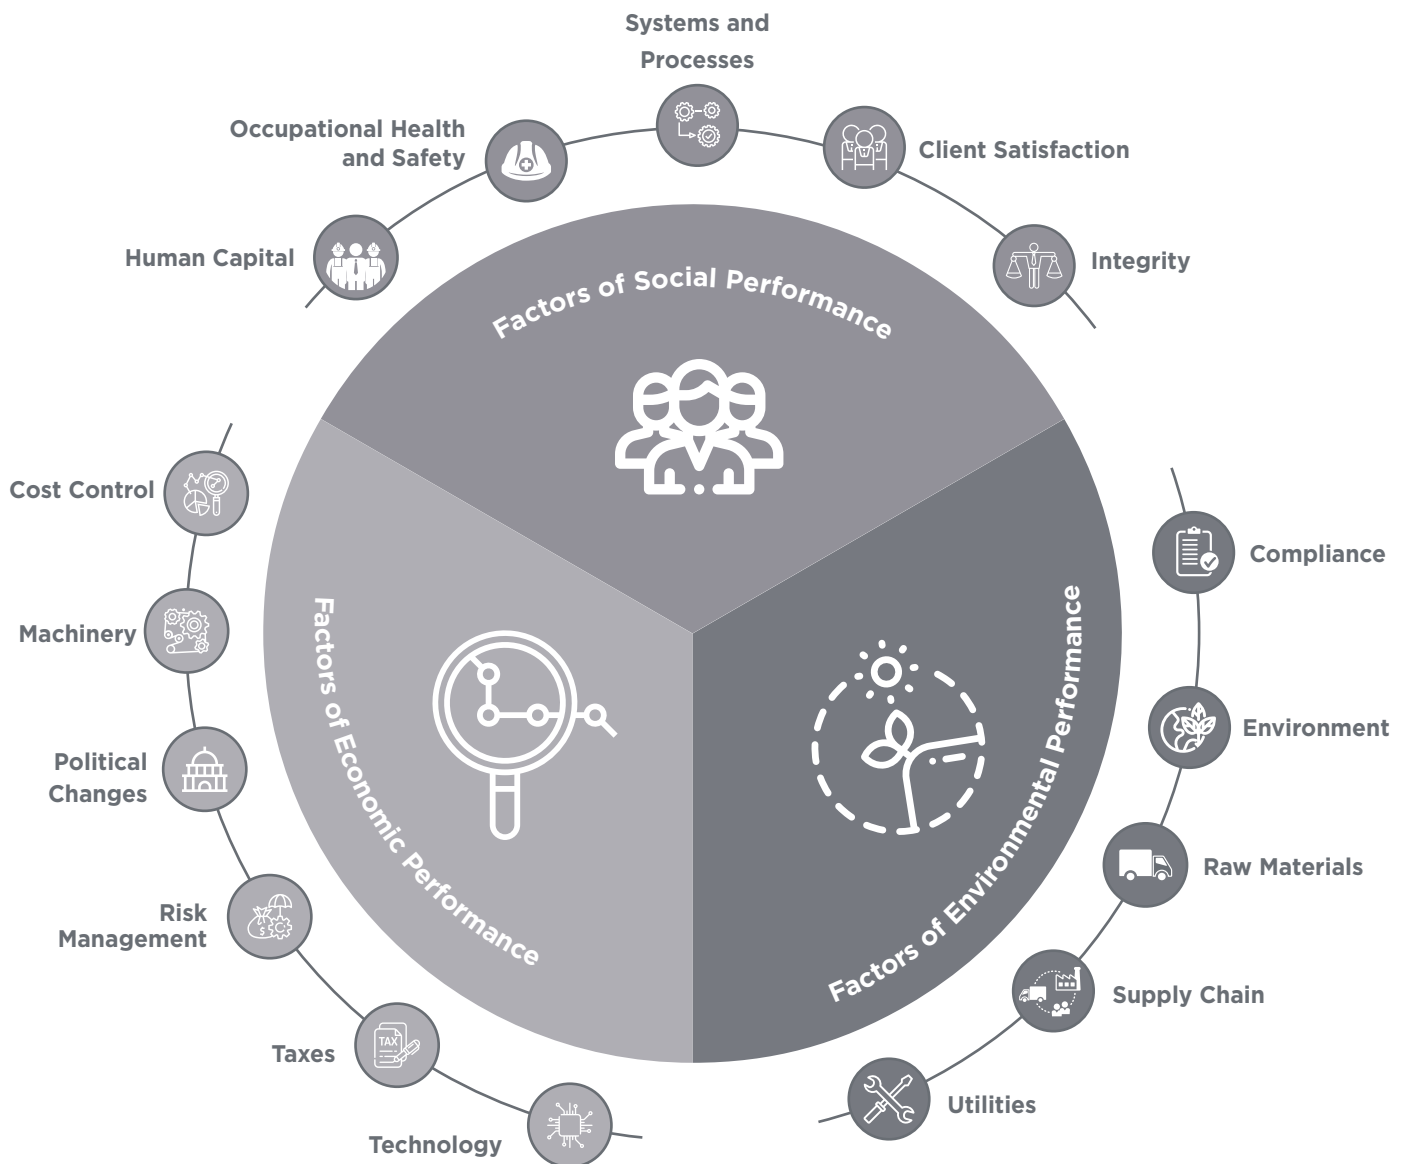 Systems and
Processes
Occupational Health
and Safety
Client Satisfaction
Human Capital
Integrity
Factors of Social Performance
Cost Control
Machinery
Political
Changes
Risk
Management
Taxes
TAX
Technology
Factors of Economic Performance
Compliance
Environment
Raw Materials
Supply Chain
Utilities
Factors of Environmental Performance
$